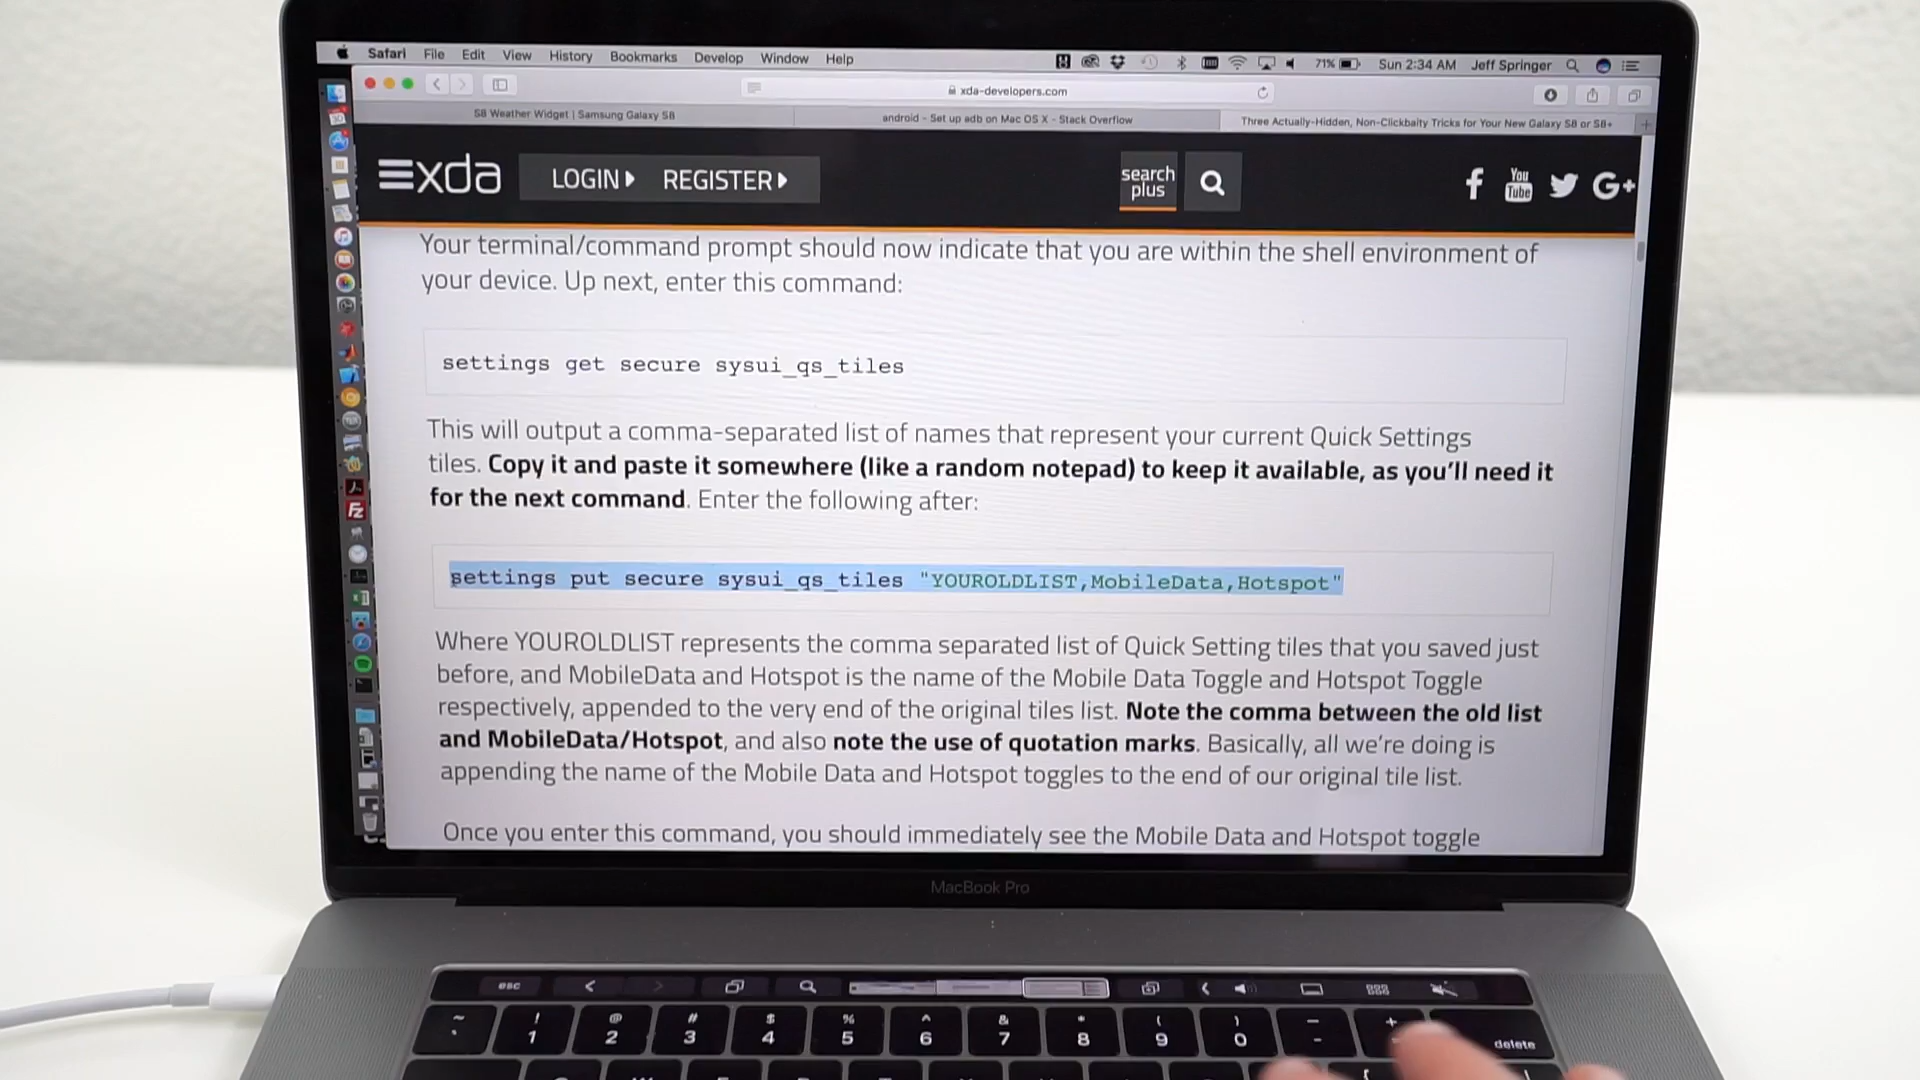 Safari File Edit View History Bookmarks Develop Window Help 71% Sun 2:34 AM Jeff Springer
xda-developers.com
S8 Weather Widget | Samsung Galaxy S8
android - Set up adb on Mac OS X - Stack Overflow
Three Actually-Hidden, Non-Clickbaity Tricks for Your New Galaxy S8 or S8+
xda LOGIN REGISTER search plus You Tube G+
Your terminal/command prompt should now indicate that you are within the shell environment of
your device. Up next, enter this command:
settings get secure sysui_qs_tiles
This will output a comma-separated list of names that represent your current Quick Settings
tiles. Copy it and paste it somewhere (like a random notepad) to keep it available, as you’ll need it
for the next command. Enter the following after:
settings put secure sysui_qs_tiles "YOUROLDLIST,MobileData,Hotspot"
Where YOUROLDLIST represents the comma separated list of Quick Setting tiles that you saved just
before, and MobileData and Hotspot is the name of the Mobile Data Toggle and Hotspot Toggle
respectively, appended to the very end of the original tiles list. Note the comma between the old list
and MobileData/Hotspot, and also note the use of quotation marks. Basically, all we’re doing is
appending the name of the Mobile Data and Hotspot toggles to the end of our original tile list.
Once you enter this command, you should immediately see the Mobile Data and Hotspot toggle
MacBook Pro
esc
~ ! @ # $ % ^ & * ( ) – +
` 1 2 3 4 5 6 7 8 9 0 - delete